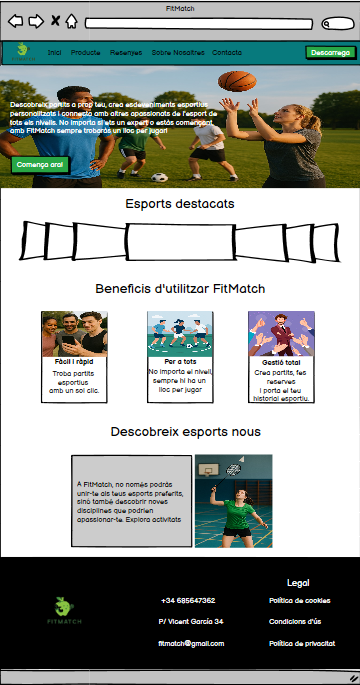 FitMatch
Inici Producte Resenyes Sobre Nosaltres Contacto Descarrega
Descobreix partits a prop teu, crea esdeveniments esportius
personalitzats i connecta amb altres apassionats de l'esport de
tots els nivells. No importa si ets un expert o estàs començant,
amb FitMatch sempre trobaràs un lloc per jugar!
Comença ara!
Esports destacats
Beneficis d'utilitzar FitMatch
Fàcil i ràpid
Troba partits
esportius
amb un sol clic.
Per a tots
No importa el nivell,
sempre hi ha un
lloc per jugar
Gestió total
Crea partits, fes
reserves
i porta el teu
historial esportiu.
Descobreix esports nous
A FitMatch, no només podràs
unir-te als teus esports preferits,
sinó també descobrir noves
disciplines que podrien
apassionar-te. Explora activitats
FITMATCH
+34 685647362
P/ Vicent García 34
fitmatch@gmail.com
Legal
Política de cookies
Condicions d'ús
Política de privacitat